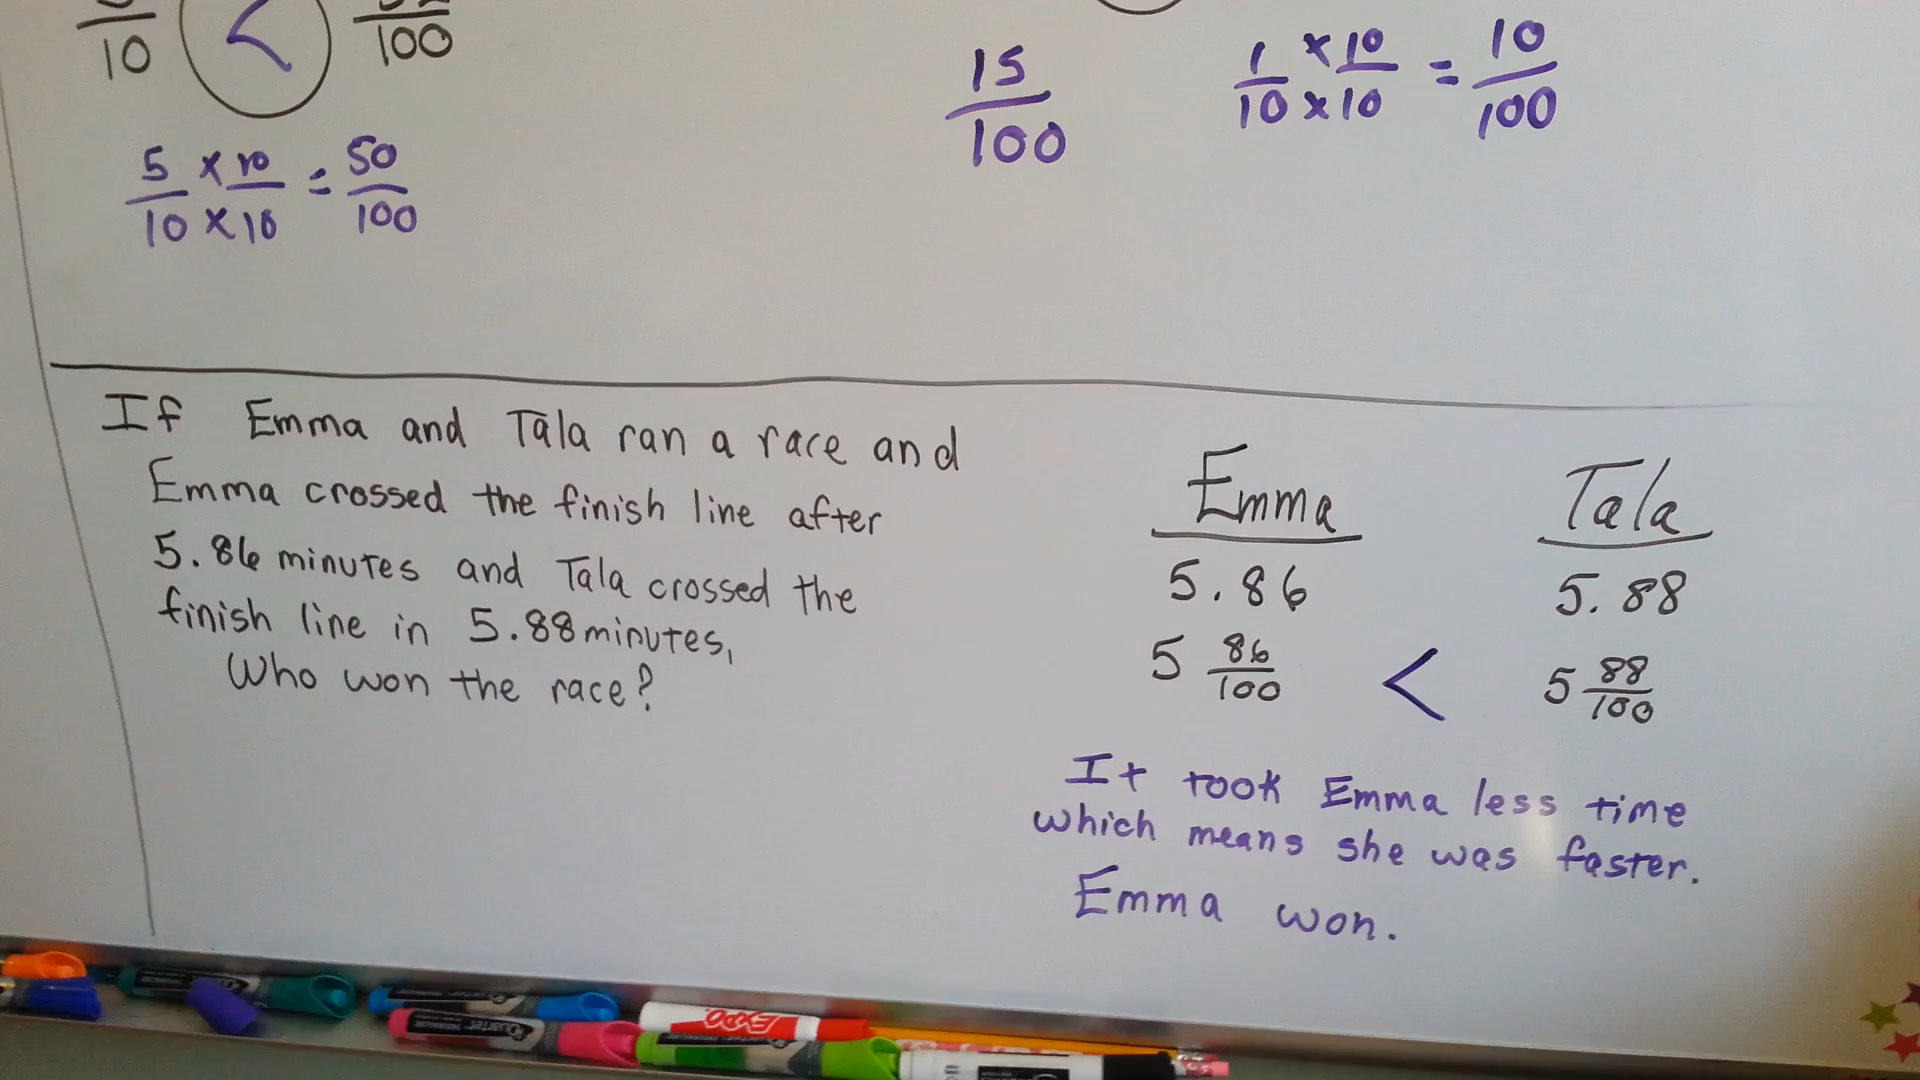 10 < 100
5/10 × 10/10 = 50/100
15/100
1/10 × 10/10 = 10/100
If Emma and Tala ran a race and
Emma crossed the finish line after
5.86 minutes and Tala crossed the
finish line in 5.88 minutes,
Who won the race?
Emma Tala
5.86 5.88
5 86/100 < 5 88/100
It took Emma less time
which means she was faster.
Emma won.
EXPO
Quartet